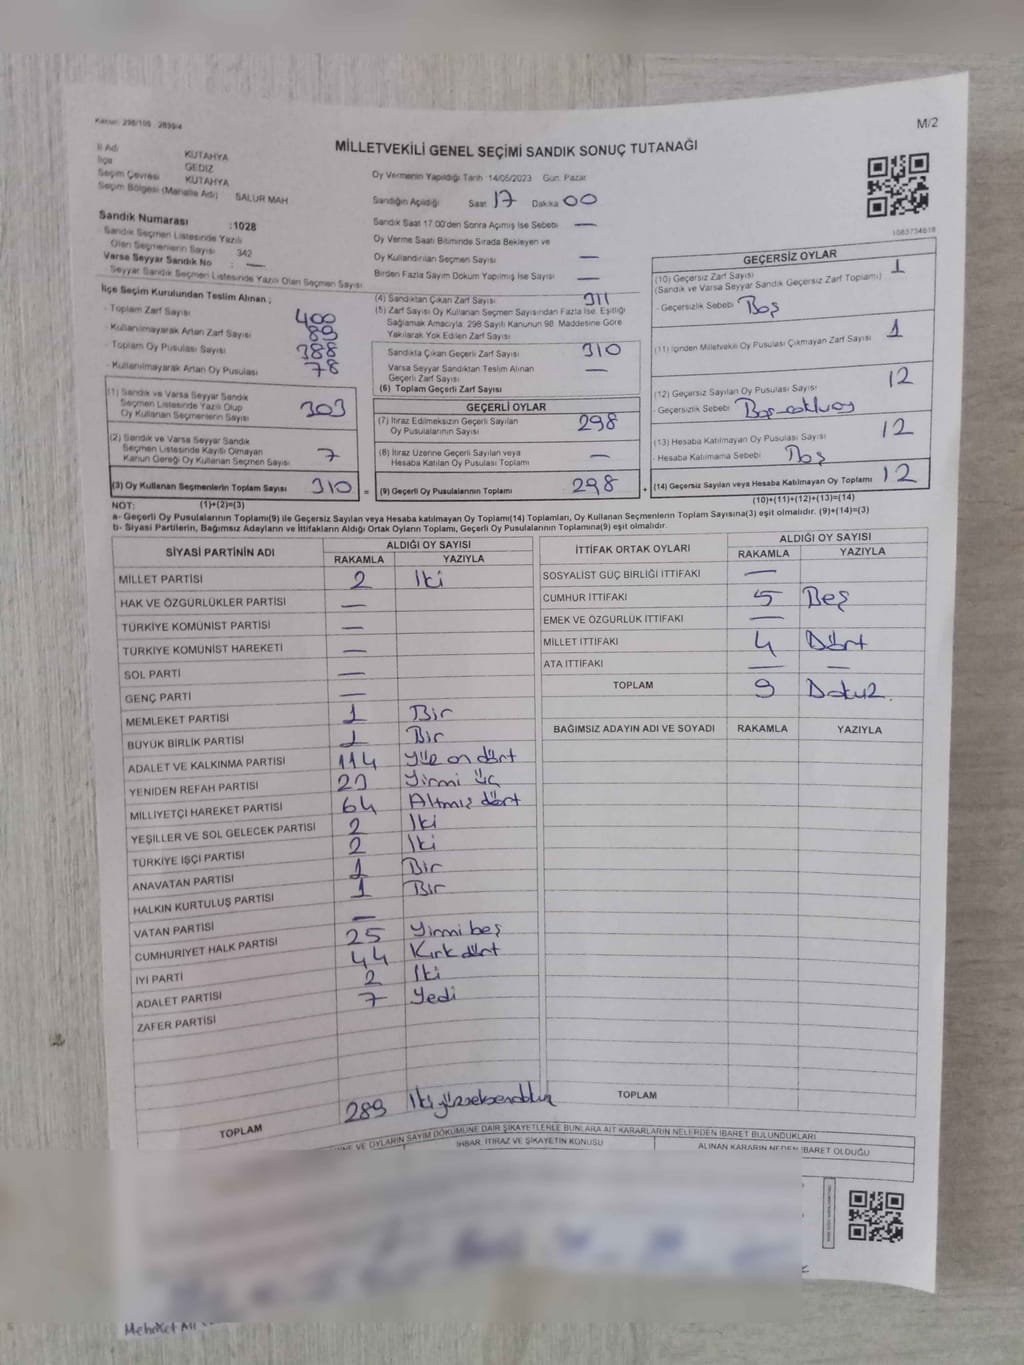 M/2
MİLLETVEKİLİ GENEL SEÇİMİ SANDIK SONUÇ TUTANAĞI
İl Adı KÜTAHYA
İlçe GEDİZ
Seçim Çevresi KÜTAHYA
Seçim Bölgesi (Mahalle Adı) SALUR MAH
Oy Vermenin Yapıldığı Tarih 14/05/2023 Gün: Pazar
Sandığın Açıldığı Saat 17 Dakika 00
Sandık Saat 17.00'den Sonra Açmış İse Sebebi —
Oy Verme Saati Bitiminde Sırada Bekleyen ve
Oy Kullandırılan Seçmen Sayısı —
Birden Fazla Sayım Döküm Yapılmış İse Sayısı —
1083734618
Sandık Numarası :1028
- Sandık Seçmen Listesinde Yazılı
Olan Seçmenlerin Sayısı 342
Varsa Seyyar Sandık No : —
- Seyyar Sandık Seçmen Listesinde Yazılı Olan Seçmen Sayısı
İlçe Seçim Kurulundan Teslim Alınan ;
- Toplam Zarf Sayısı 400
- Kullanılmayarak Artan Zarf Sayısı 89
- Toplam Oy Pusulası Sayısı 388
- Kullanılmayarak Artan Oy Pusulası 78
(1) Sandık ve Varsa Seyyar Sandık
Seçmen Listesinde Yazılı Olup
Oy Kullanan Seçmenlerin Sayısı 303
(2) Sandık ve Varsa Seyyar Sandık
Seçmen Listesinde Kayıtlı Olmayan
Kanun Gereği Oy Kullanan Seçmen Sayısı 7
(3) Oy Kullanan Seçmenlerin Toplam Sayısı 310
(4) Sandıktan Çıkan Zarf Sayısı 311
(5) Zarf Sayısı Oy Kullanan Seçmen Sayısından Fazla İse, Eşitliği
Sağlamak Amacıyla 298 Sayılı Kanunun 98. Maddesine Göre
Yakılarak Yok Edilen Zarf Sayısı
Sandıkta Çıkan Geçerli Zarf Sayısı 310
Varsa Seyyar Sandıktan Teslim Alınan
Geçerli Zarf Sayısı —
(6) Toplam Geçerli Zarf Sayısı
GEÇERLİ OYLAR
(7) İtiraz Edilmeksizin Geçerli Sayılan
Oy Pusulalarının Sayısı 298
(8) İtiraz Üzerine Geçerli Sayılan veya
Hesaba Katılan Oy Pusulası Toplamı —
= (9) Geçerli Oy Pusulalarının Toplamı 298
GEÇERSİZ OYLAR
(10) Geçersiz Zarf Sayısı 1
(Sandık ve Varsa Seyyar Sandık Geçersiz Zarf Toplamı)
- Geçersizlik Sebebi Boş
(11) İçinden Milletvekili Oy Pusulası Çıkmayan Zarf Sayısı 1
(12) Geçersiz Sayılan Oy Pusulası Sayısı 12
- Geçersizlik Sebebi
(13) Hesaba Katılmayan Oy Pusulası Sayısı 12
- Hesaba Katılmama Sebebi Boş
+ (14) Geçersiz Sayılan veya Hesaba Katılmayan Oy Toplamı 12
NOT: (1)+(2)=(3)
(10)+(11)+(12)+(13)=(14)
a- Geçerli Oy Pusulalarının Toplamı(9) ile Geçersiz Sayılan veya Hesaba katılmayan Oy Toplamı(14) Toplamları, Oy Kullanan Seçmenlerin Toplam Sayısına(3) eşit olmalıdır. (9)+(14)=(3)
b- Siyasi Partilerin, Bağımsız Adayların ve İttifakların Aldığı Ortak Oyların Toplamı, Geçerli Oy Pusulalarının Toplamına(9) eşit olmalıdır.
SİYASİ PARTİNİN ADI ALDIĞI OY SAYISI
RAKAMLA YAZIYLA
MİLLET PARTİSİ 2 İki
HAK VE ÖZGÜRLÜKLER PARTİSİ —
TÜRKİYE KOMÜNİST PARTİSİ —
TÜRKİYE KOMÜNİST HAREKETİ —
SOL PARTİ —
GENÇ PARTİ —
MEMLEKET PARTİSİ 1 Bir
BÜYÜK BİRLİK PARTİSİ 1 Bir
ADALET VE KALKINMA PARTİSİ 114 Yüz on dört
YENİDEN REFAH PARTİSİ 23 Yirmi üç
MİLLİYETÇİ HAREKET PARTİSİ 64 Altmış dört
YEŞİLLER VE SOL GELECEK PARTİSİ 2 İki
TÜRKİYE İŞÇİ PARTİSİ 2 İki
ANAVATAN PARTİSİ 1 Bir
HALKIN KURTULUŞ PARTİSİ 1 Bir
VATAN PARTİSİ —
CUMHURİYET HALK PARTİSİ 25 Yirmi beş
İYİ PARTİ 44 Kırk dört
ADALET PARTİSİ 2 İki
ZAFER PARTİSİ 7 Yedi
TOPLAM 289 İki yüz seksen dokuz
İTTİFAK ORTAK OYLARI ALDIĞI OY SAYISI
RAKAMLA YAZIYLA
SOSYALİST GÜÇ BİRLİĞİ İTTİFAKI —
CUMHUR İTTİFAKI 5 Beş
EMEK VE ÖZGÜRLÜK İTTİFAKI —
MİLLET İTTİFAKI 4 Dört
ATA İTTİFAKI — —
TOPLAM 9 Dokuz.
BAĞIMSIZ ADAYIN ADI VE SOYADI RAKAMLA YAZIYLA
TOPLAM
VE OYLARIN SAYIM DÖKÜMÜNE DAİR ŞİKAYETLERLE BUNLARA AİT KARARLARIN NELERDEN İBARET BULUNDUKLARI
İHBAR, İTİRAZ VE ŞİKAYETİN KONUSU ALINAN KARARIN NEDEN İBARET OLDUĞU